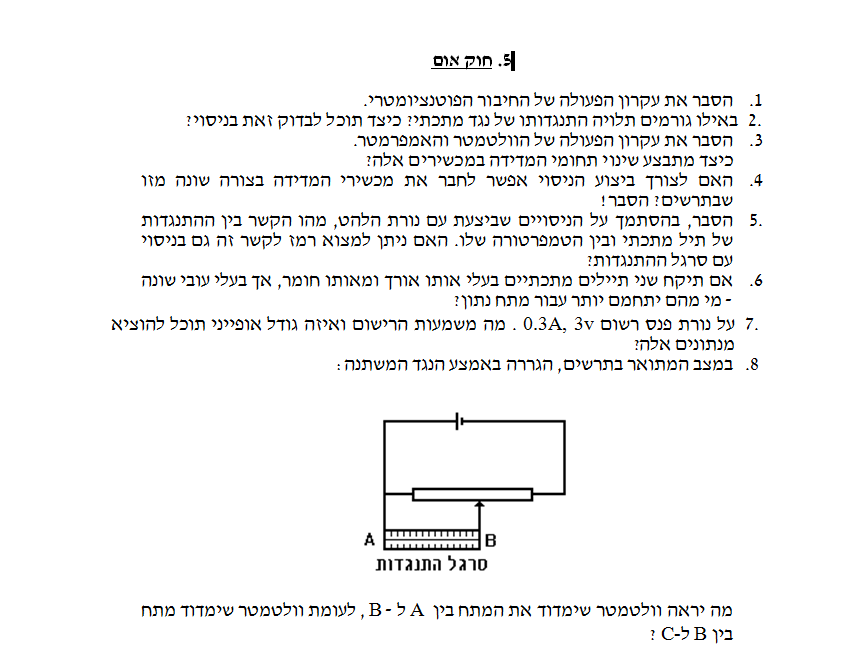 5. חוק אום
1. הסבר את עקרון הפעולה של החיבור הפוטנציומטרי.
2. באילו גורמים תלויה התנגדותו של נגד מתכתי? כיצד תוכל לבדוק זאת בניסוי?
3. הסבר את עקרון הפעולה של הוולטמטר והאמפרמטר.
כיצד מתבצע שינוי תחומי המדידה במכשירים אלה?
4. האם לצורך ביצוע הניסוי אפשר לחבר את מכשירי המדידה בצורה שונה מזו
שבתרשים? הסבר!
5. הסבר, בהסתמך על הניסויים שביצעת עם נורת הלהט, מהו הקשר בין ההתנגדות
של תיל מתכתי ובין הטמפרטורה שלו. האם ניתן למצוא רמז לקשר זה גם בניסוי
עם סרגל ההתנגדות?
6. אם תיקח שני תיילים מתכתיים בעלי אותו אורך ומאותו חומר, אך בעלי עובי שונה
- מי מהם יתחמם יותר עבור מתח נתון?
7. על נורת פנס רשום 0.3A, 3v . מה משמעות הרישום ואיזה גודל אופייני תוכל להוציא
מנתונים אלה?
8. במצב המתואר בתרשים, הגררה באמצע הנגד המשתנה:
A B
סרגל התנגדות
מה יראה וולטמטר שימדוד את המתח בין A ל - B, לעומת וולטמטר שימדוד מתח
בין B ל-C ?